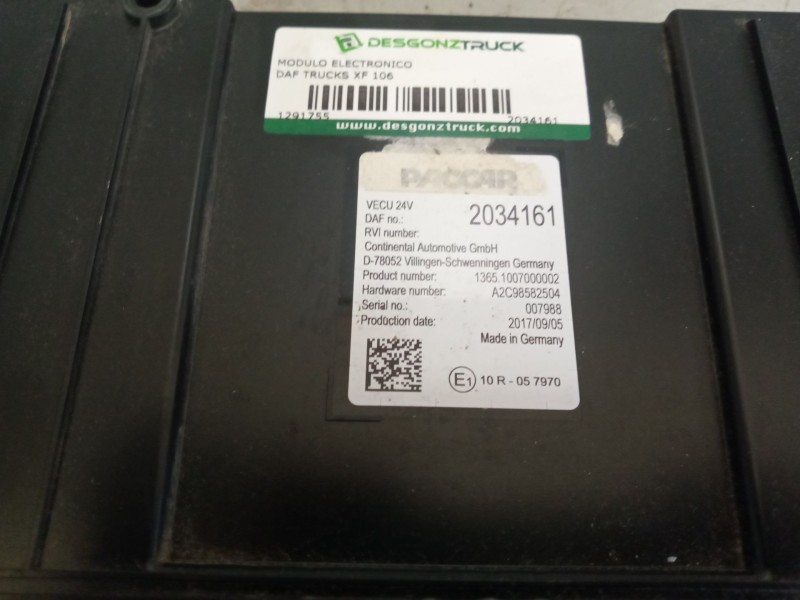 DESGONZTRUCK
MODULO ELECTRONICO
DAF TRUCKS XF 106
1291755 2034161
www.desgonztruck.com
PACCAR
VECU 24V
DAF no.: 2034161
RVI number:
Continental Automotive GmbH
D-78052 Villingen-Schwenningen Germany
Product number: 1365.1007000002
Hardware number: A2C98582504
Serial no.: 007988
Production date: 2017/09/05
Made in Germany
E1 10 R - 05 7970